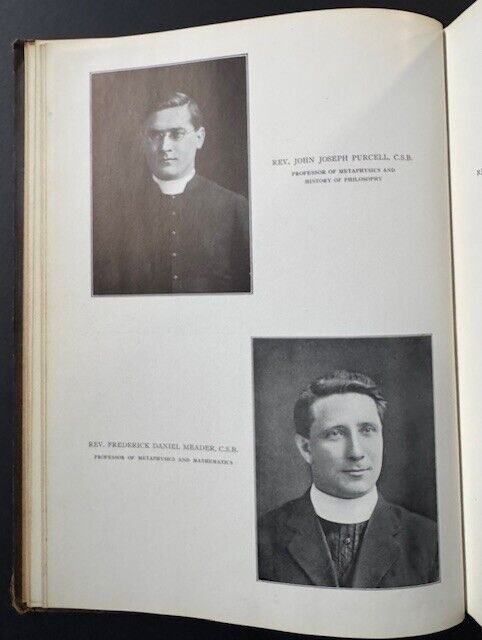 REV. JOHN JOSEPH PURCELL, C.S.B.
PROFESSOR OF METAPHYSICS AND
HISTORY OF PHILOSOPHY
REV. FREDERICK DANIEL MEADER, C.S.B.
PROFESSOR OF METAPHYSICS AND MATHEMATICS